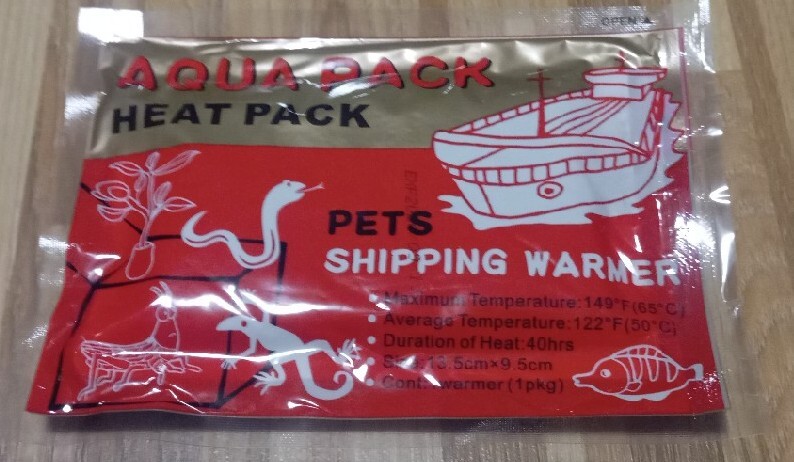 OPEN
AQUA PACK
HEAT PACK
PETS
SHIPPING WARMER
• Maximum Temperature:149°F(65°C)
• Average Temperature:122°F(50°C)
• Duration of Heat:40hrs
• Size:13.5cm×9.5cm
• Cont: warmer (1pkg)